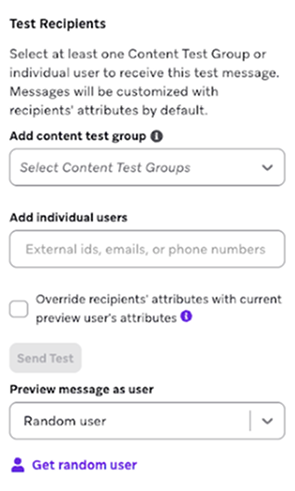 Test Recipients
Select at least one Content Test Group or
individual user to receive this test message.
Messages will be customized with
recipients' attributes by default.
Add content test group
Select Content Test Groups
Add individual users
External ids, emails, or phone numbers
Override recipients' attributes with current
preview user's attributes
Send Test
Preview message as user
Random user
Get random user